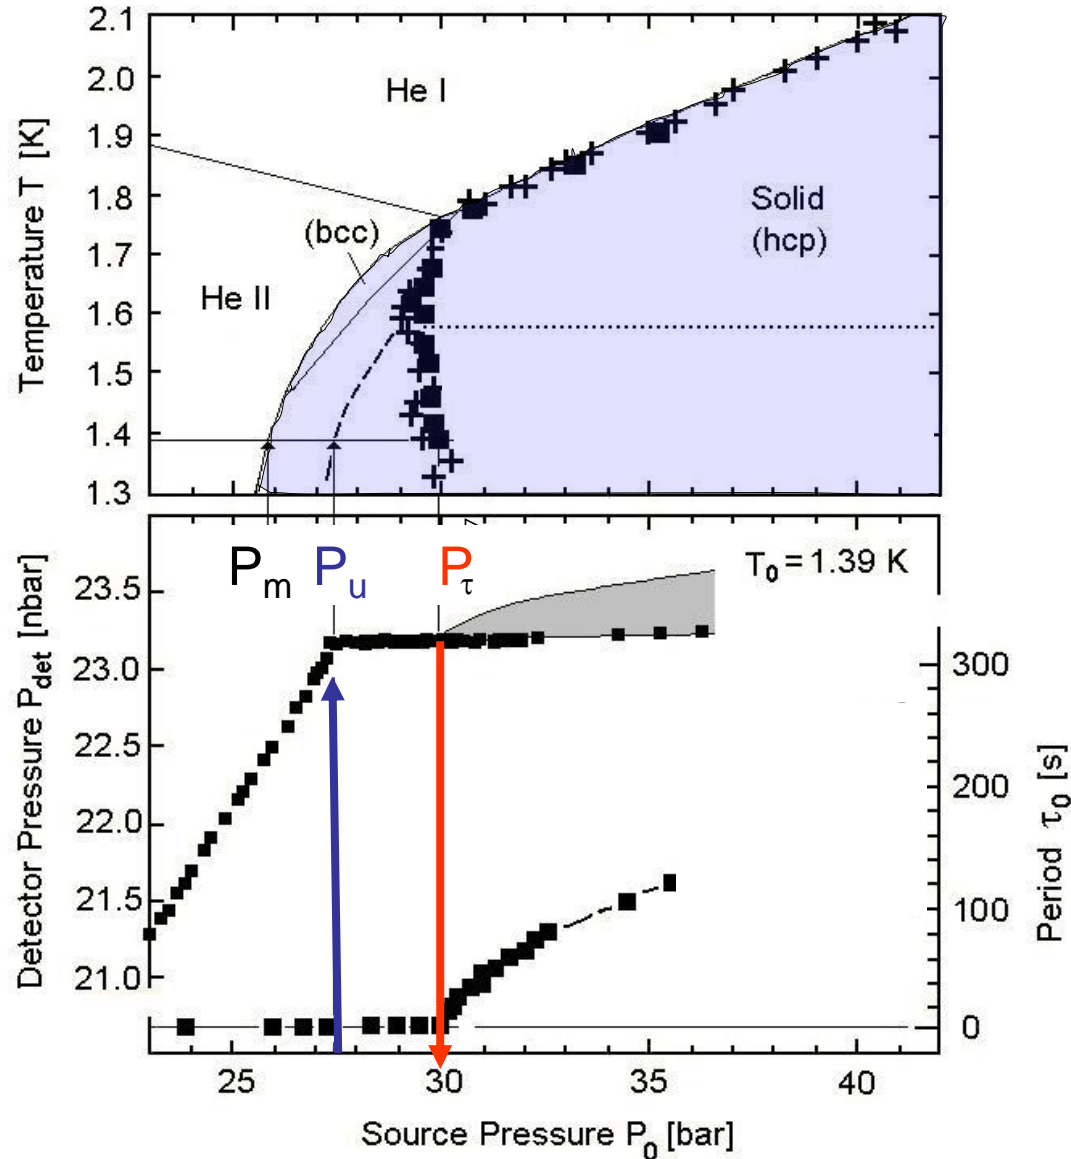 2.1
2.0
1.9
1.8
1.7
1.6
1.5
1.4
1.3
Temperature T [K]
He I
(bcc)
He II
Solid
(hcp)
Pm Pu Pτ
T0 = 1.39 K
23.5
23.0
22.5
22.0
21.5
21.0
Detector Pressure Pdet [nbar]
300
200
100
0
Period τ0 [s]
25 30 35 40
Source Pressure P0 [bar]